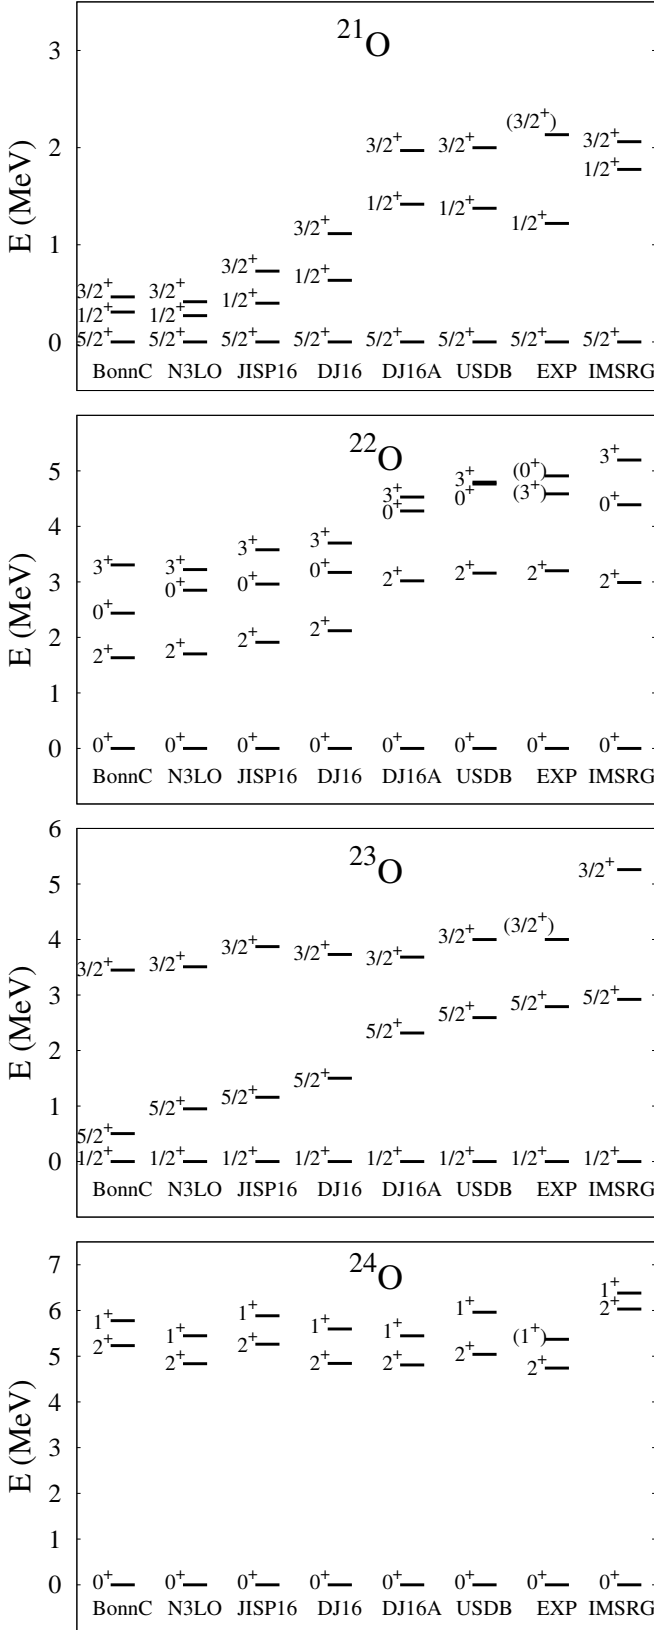 ²¹O
E (MeV)
3
2
1
0
3/2⁺ 3/2⁺ 3/2⁺ 3/2⁺ 3/2⁺ 3/2⁺ (3/2⁺) 3/2⁺
1/2⁺ 1/2⁺ 1/2⁺ 1/2⁺ 1/2⁺ 1/2⁺ 1/2⁺ 1/2⁺
5/2⁺ 5/2⁺ 5/2⁺ 5/2⁺ 5/2⁺ 5/2⁺ 5/2⁺ 5/2⁺
BonnC N3LO JISP16 DJ16 DJ16A USDB EXP IMSRG
²²O
E (MeV)
5
4
3
2
1
0
3⁺ 3⁺ 3⁺ 3⁺ 3⁺ 3⁺ (0⁺) 3⁺
0⁺ 0⁺ 0⁺ 0⁺ 0⁺ 0⁺ (3⁺) 0⁺
2⁺ 2⁺ 2⁺ 2⁺ 2⁺ 2⁺ 2⁺ 2⁺
0⁺ 0⁺ 0⁺ 0⁺ 0⁺ 0⁺ 0⁺ 0⁺
BonnC N3LO JISP16 DJ16 DJ16A USDB EXP IMSRG
²³O
E (MeV)
6
5
4
3
2
1
0
3/2⁺ 3/2⁺ 3/2⁺ 3/2⁺ 3/2⁺ 3/2⁺ (3/2⁺) 3/2⁺
5/2⁺ 5/2⁺ 5/2⁺ 5/2⁺ 5/2⁺ 5/2⁺ 5/2⁺ 5/2⁺
1/2⁺ 1/2⁺ 1/2⁺ 1/2⁺ 1/2⁺ 1/2⁺ 1/2⁺ 1/2⁺
BonnC N3LO JISP16 DJ16 DJ16A USDB EXP IMSRG
²⁴O
E (MeV)
7
6
5
4
3
2
1
0
1⁺ 1⁺ 1⁺ 1⁺ 1⁺ 1⁺ (1⁺) 1⁺
2⁺ 2⁺ 2⁺ 2⁺ 2⁺ 2⁺ 2⁺ 2⁺
0⁺ 0⁺ 0⁺ 0⁺ 0⁺ 0⁺ 0⁺ 0⁺
BonnC N3LO JISP16 DJ16 DJ16A USDB EXP IMSRG